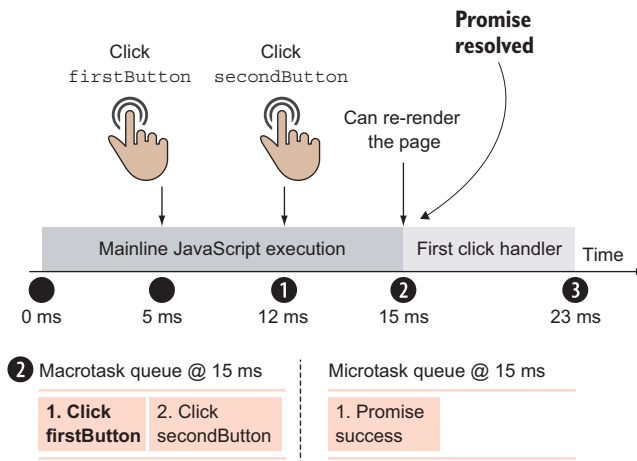 Promise
resolved
Click
firstButton
Click
secondButton
Can re-render
the page
Mainline JavaScript execution
First click handler
Time
1
2
3
0 ms
5 ms
12 ms
15 ms
23 ms
2 Macrotask queue @ 15 ms
Microtask queue @ 15 ms
1. Click
firstButton
2. Click
secondButton
1. Promise
success